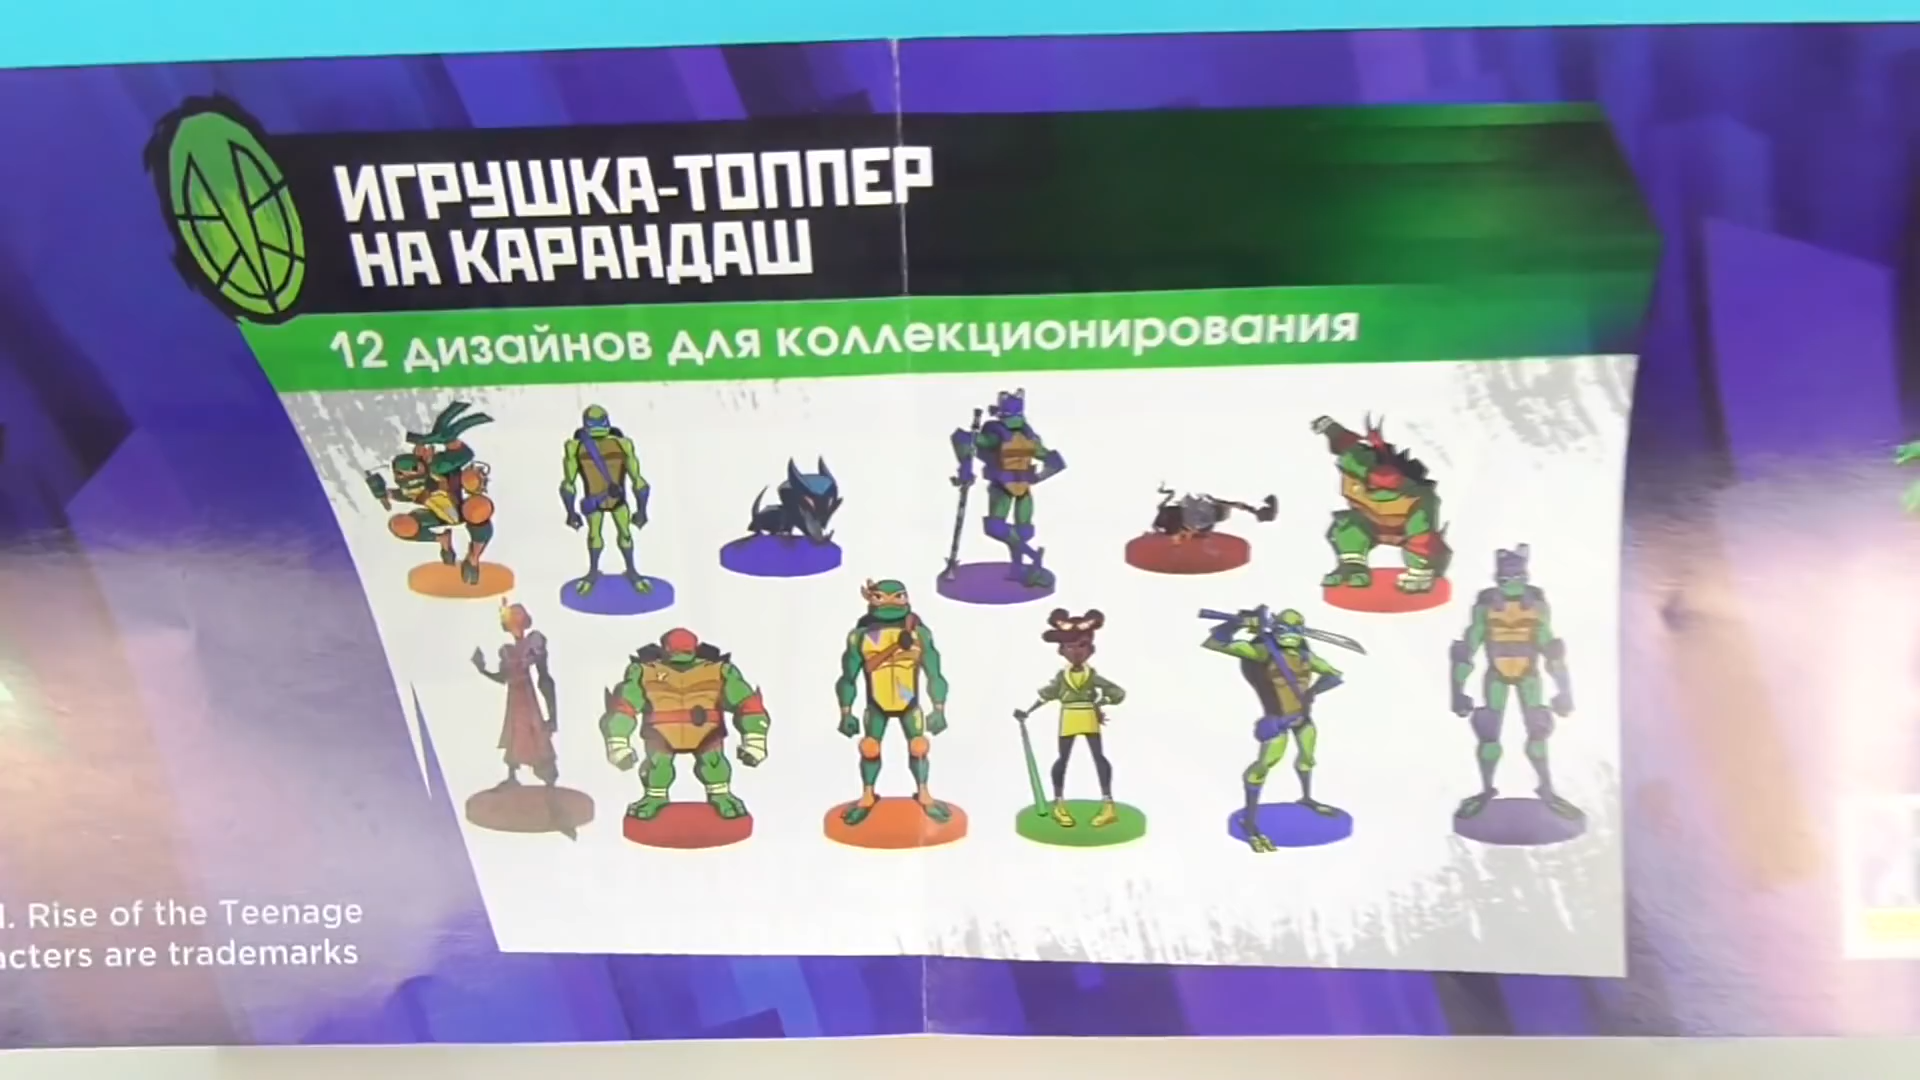 ИГРУШКА-ТОППЕР
НА КАРАНДАШ
12 дизайнов для коллекционирования
. Rise of the Teenage
acters are trademarks